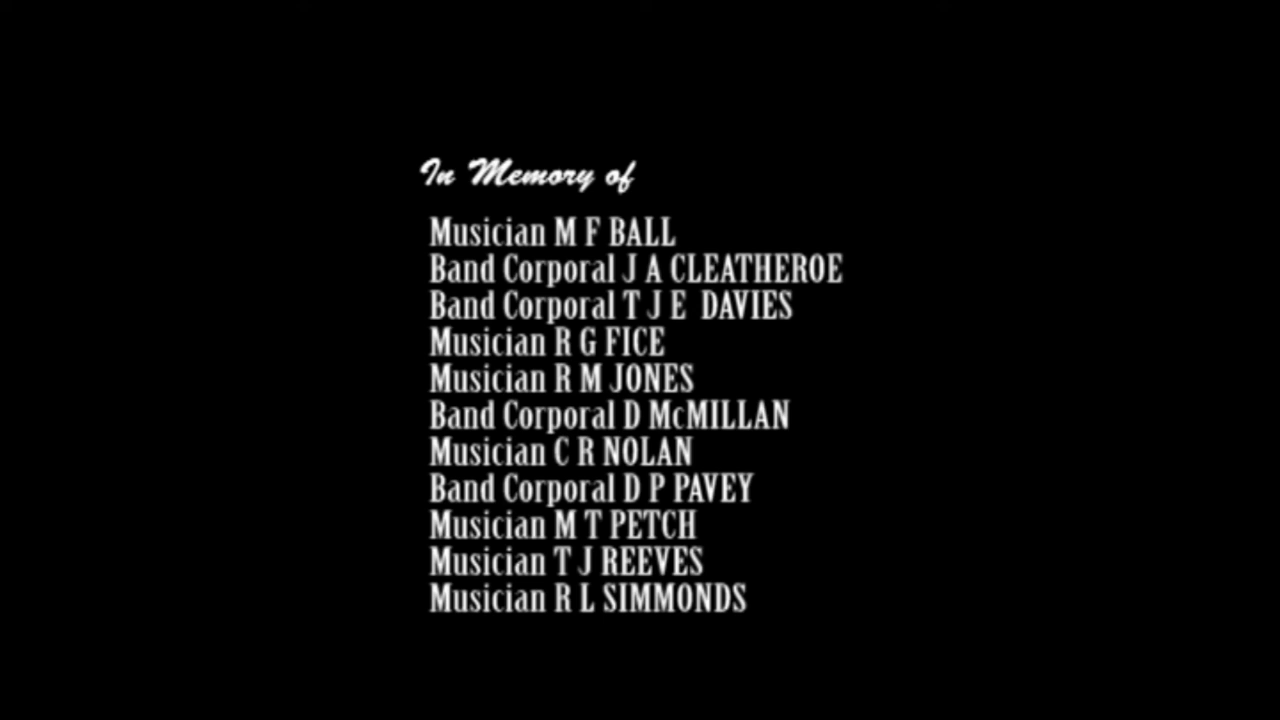 In Memory of
Musician M F BALL
Band Corporal J A CLEATHEROE
Band Corporal T J E DAVIES
Musician R G FICE
Musician R M JONES
Band Corporal D McMILLAN
Musician C R NOLAN
Band Corporal D P PAVEY
Musician M T PETCH
Musician T J REEVES
Musician R L SIMMONDS